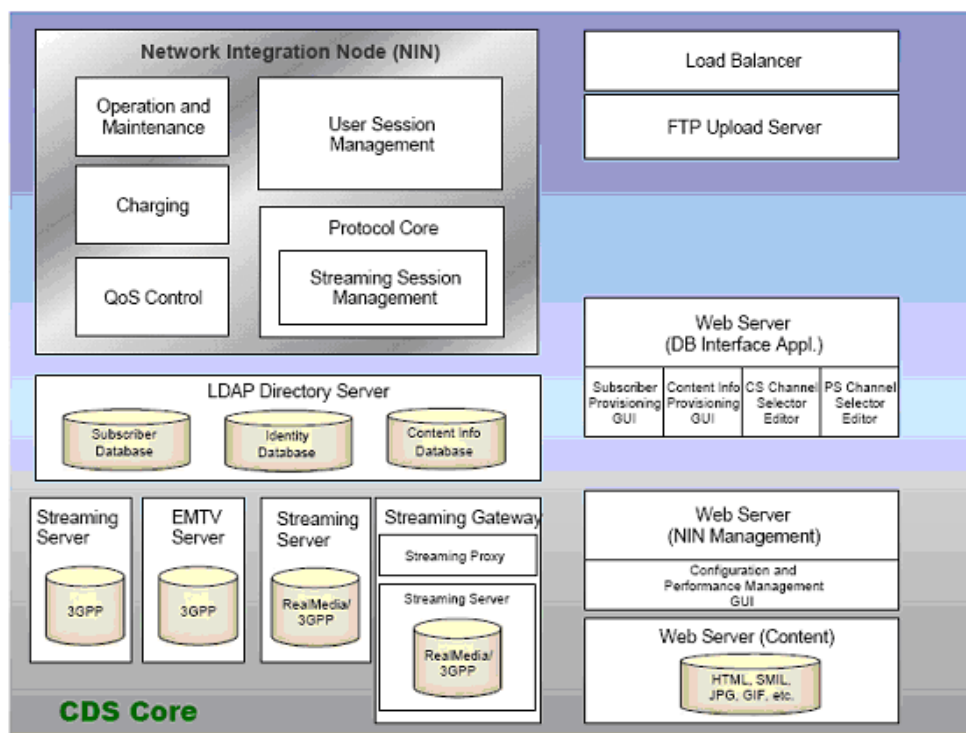 Network Integration Node (NIN)
Operation and
Maintenance
Charging
QoS Control
User Session
Management
Protocol Core
Streaming Session
Management
Load Balancer
FTP Upload Server
Web Server
(DB Interface Appl.)
Subscriber
Provisioning
GUI
Content Info
Provisioning
GUI
CS Channel
Selector
Editor
PS Channel
Selector
Editor
LDAP Directory Server
Subscriber
Database
Identity
Database
Content Info
Database
Streaming
Server
3GPP
EMTV
Server
3GPP
Streaming
Server
RealMedia/
3GPP
Streaming Gateway
Streaming Proxy
Streaming Server
RealMedia/
3GPP
Web Server
(NIN Management)
Configuration and
Performance Management
GUI
Web Server (Content)
HTML, SMIL,
JPG, GIF, etc.
CDS Core